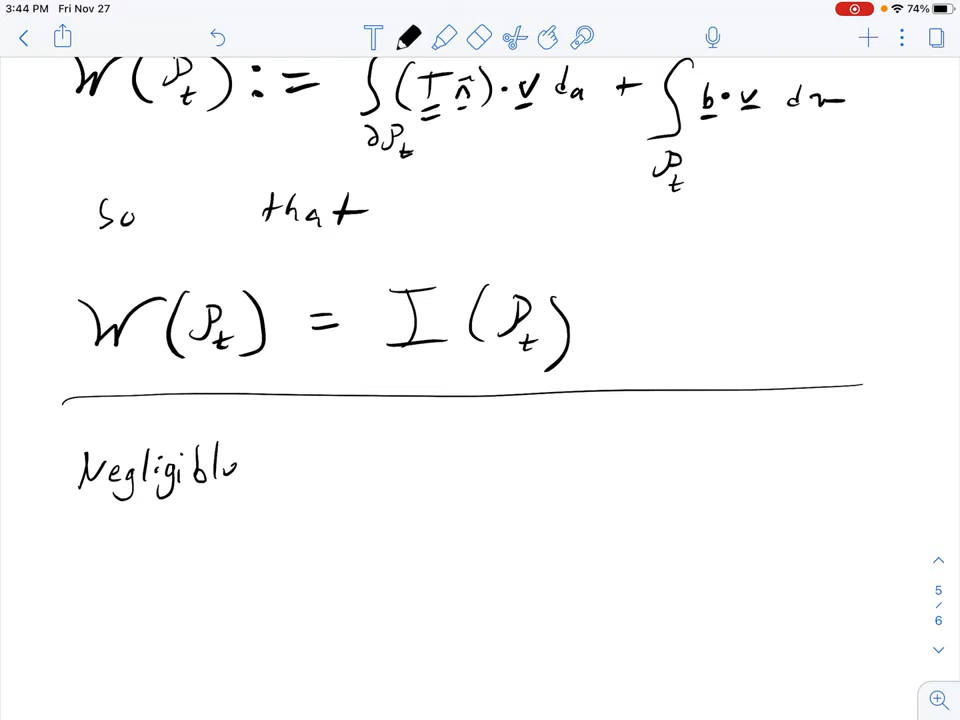 3:44 PM Fri Nov 27 74%
W(P_t) := ∫_{∂P_t} (T n̂) · v da + ∫_{P_t} b · v dv
so that
W(P_t) = I(P_t)
Negligible
5
/
6